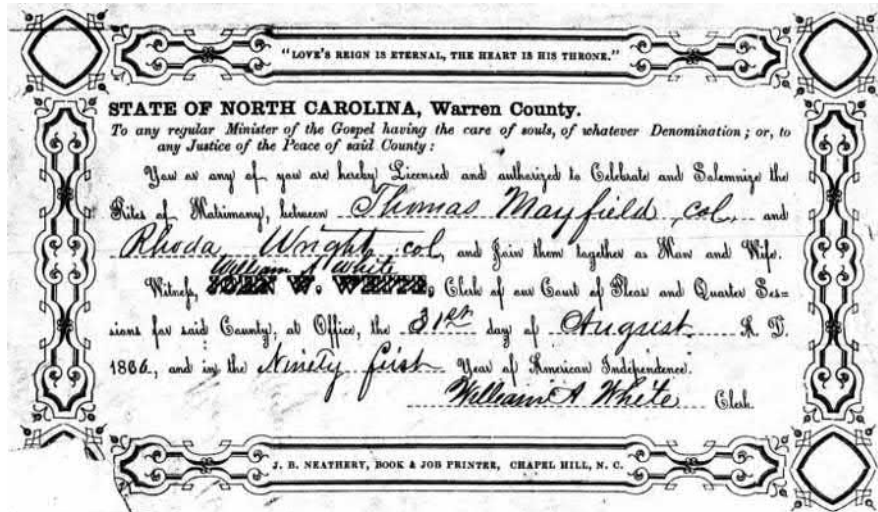 "LOVE'S REIGN IS ETERNAL, THE HEART IS HIS THRONE."
STATE OF NORTH CAROLINA, Warren County.
To any regular Minister of the Gospel having the care of souls, of whatever Denomination; or, to
any Justice of the Peace of said County:
You or any of you are hereby Licensed and authorized to Celebrate and Solemnize the
Rites of Matrimony, between Thomas Mayfield, col, and
Rhoda Wright, col, and Join them together as Man and Wife.
William A White
Witness, JOHN W. WHITE, Clerk of our Court of Pleas and Quarter Ses=
sions for said County, at Office, the 31st day of August A. D.
1866, and in the Ninety first Year of American Independence.
William A White Clerk.
J. B. NEATHERY, BOOK & JOB PRINTER, CHAPEL HILL, N. C.